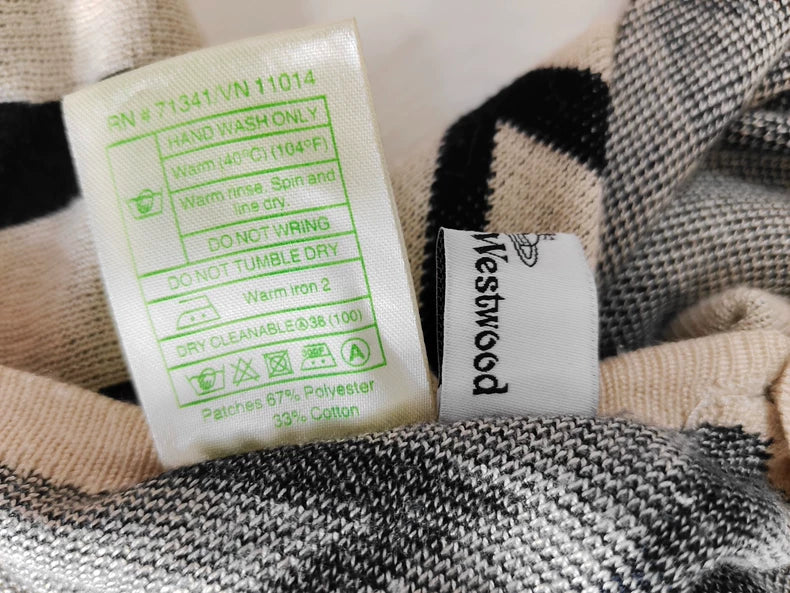 RN # 71341/VN 11014
HAND WASH ONLY
Warm (40°C) (104°F)
Warm rinse. Spin and
line dry.
DO NOT WRING
DO NOT TUMBLE DRY
Warm iron 2
DRY CLEANABLE Ⓐ 36 (100)
A
Patches 67% Polyester
33% Cotton
Westwood